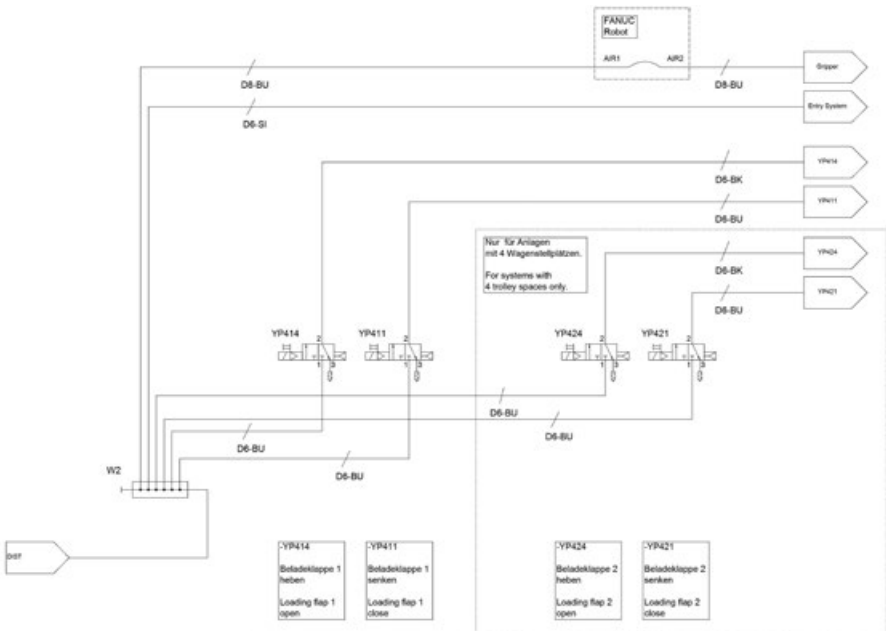 FANUC
Robot
AIR1
AIR2
D8-BU
D8-BU
Gripper
D6-SI
Entry System
D6-BK
YP414
D6-BU
YP411
Nur für Anlagen
mit 4 Wagenstellplätzen.
For systems with
4 trolley spaces only.
D6-BK
YP424
D6-BU
YP421
YP414
2
1
3
YP411
2
1
3
YP424
2
1
3
YP421
2
1
3
D6-BU
D6-BU
D6-BU
D6-BU
W2
DIST
-YP414
Beladeklappe 1
heben
Loading flap 1
open
-YP411
Beladeklappe 1
senken
Loading flap 1
close
-YP424
Beladeklappe 2
heben
Loading flap 2
open
-YP421
Beladeklappe 2
senken
Loading flap 2
close